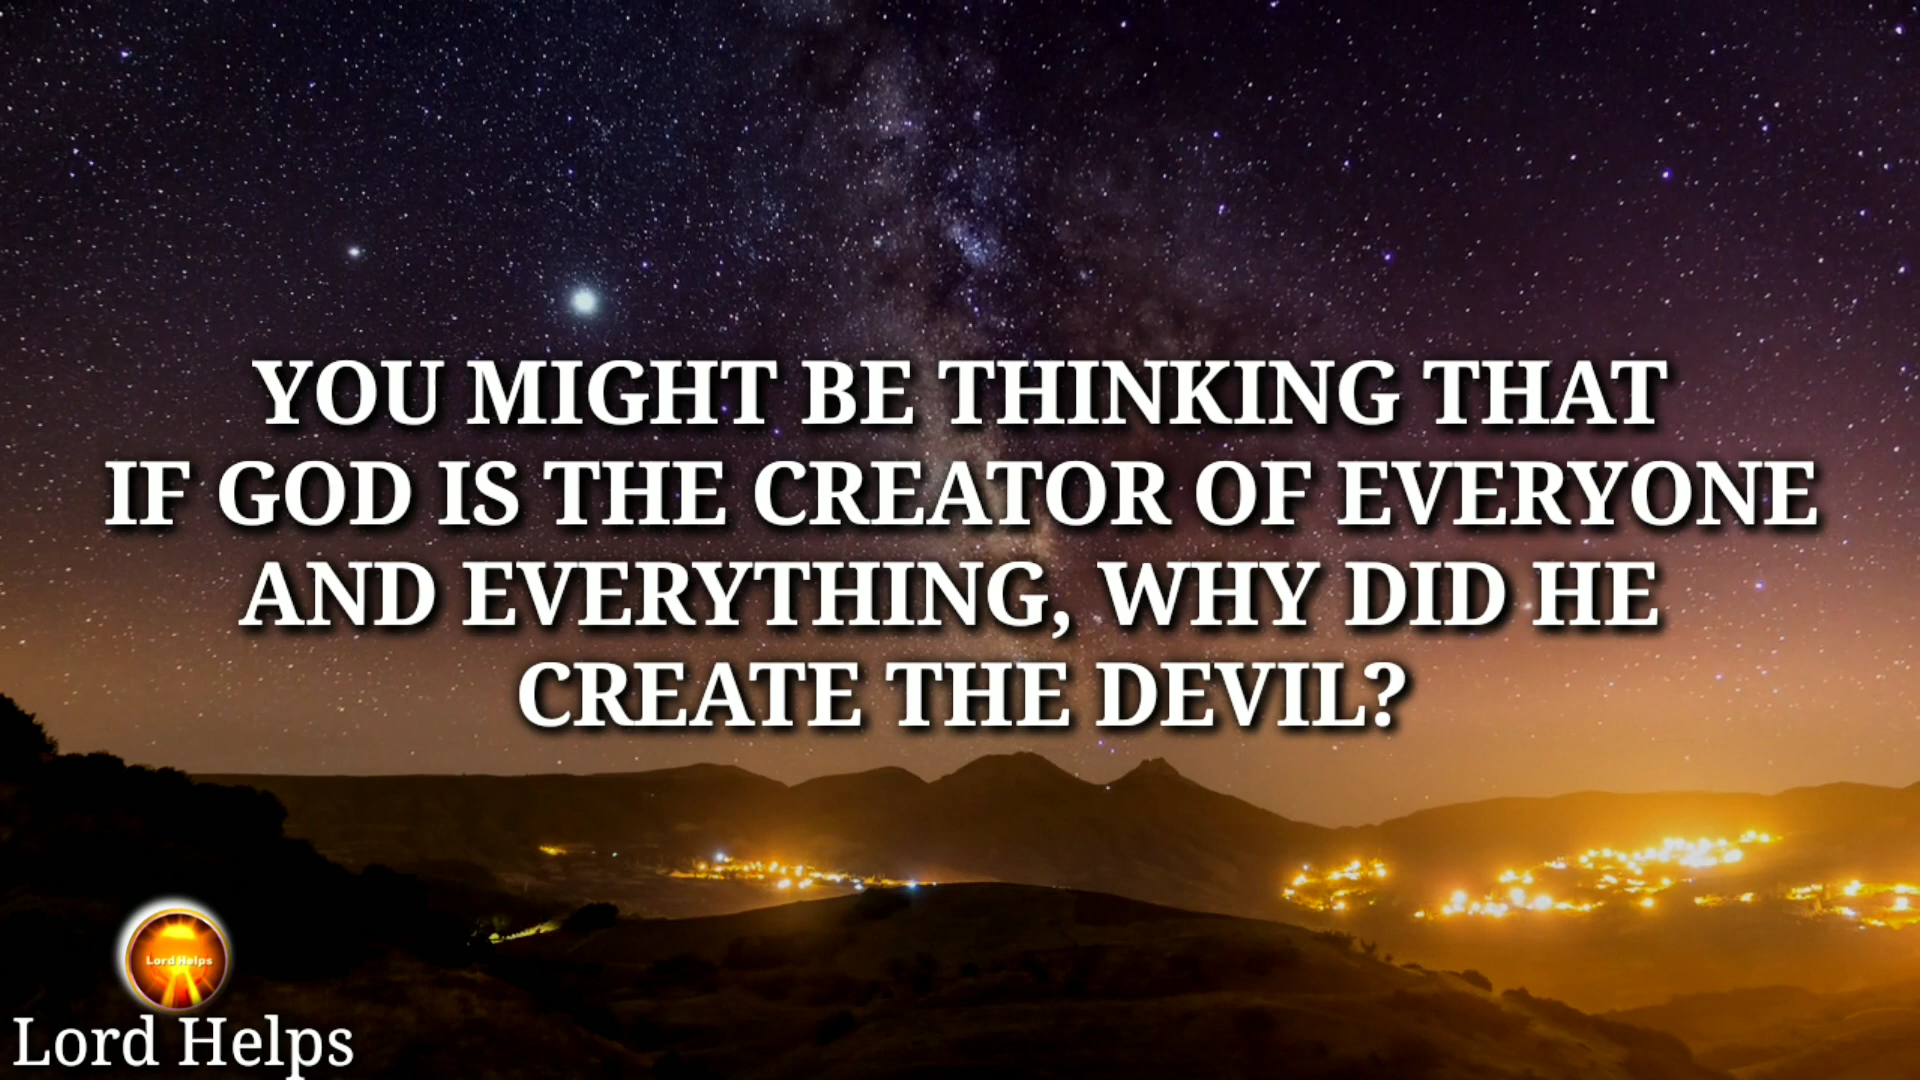 YOU MIGHT BE THINKING THAT
IF GOD IS THE CREATOR OF EVERYONE
AND EVERYTHING, WHY DID HE
CREATE THE DEVIL?
Lord Helps
Lord Helps